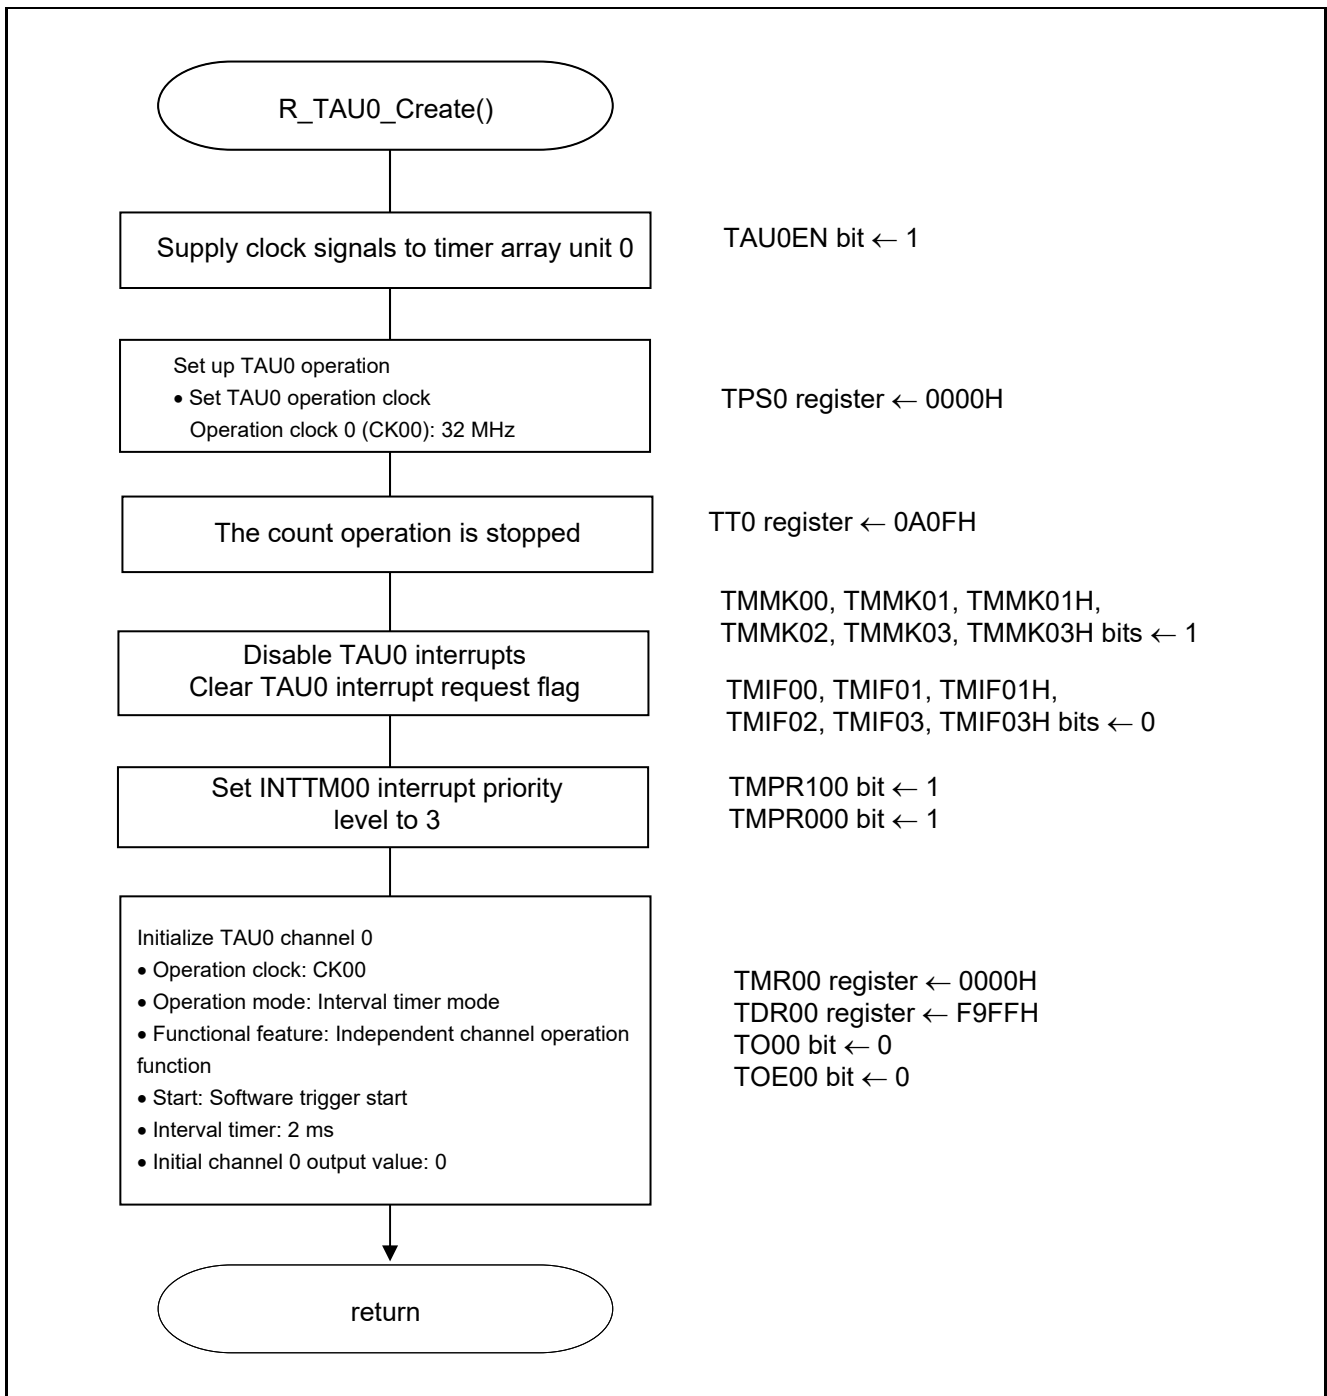 R_TAU0_Create()
Supply clock signals to timer array unit 0
TAU0EN bit ← 1
Set up TAU0 operation
• Set TAU0 operation clock
Operation clock 0 (CK00): 32 MHz
TPS0 register ← 0000H
The count operation is stopped
TT0 register ← 0A0FH
Disable TAU0 interrupts
Clear TAU0 interrupt request flag
TMMK00, TMMK01, TMMK01H,
TMMK02, TMMK03, TMMK03H bits ← 1
TMIF00, TMIF01, TMIF01H,
TMIF02, TMIF03, TMIF03H bits ← 0
Set INTTM00 interrupt priority
level to 3
TMPR100 bit ← 1
TMPR000 bit ← 1
Initialize TAU0 channel 0
• Operation clock: CK00
• Operation mode: Interval timer mode
• Functional feature: Independent channel operation
function
• Start: Software trigger start
• Interval timer: 2 ms
• Initial channel 0 output value: 0
TMR00 register ← 0000H
TDR00 register ← F9FFH
TO00 bit ← 0
TOE00 bit ← 0
return